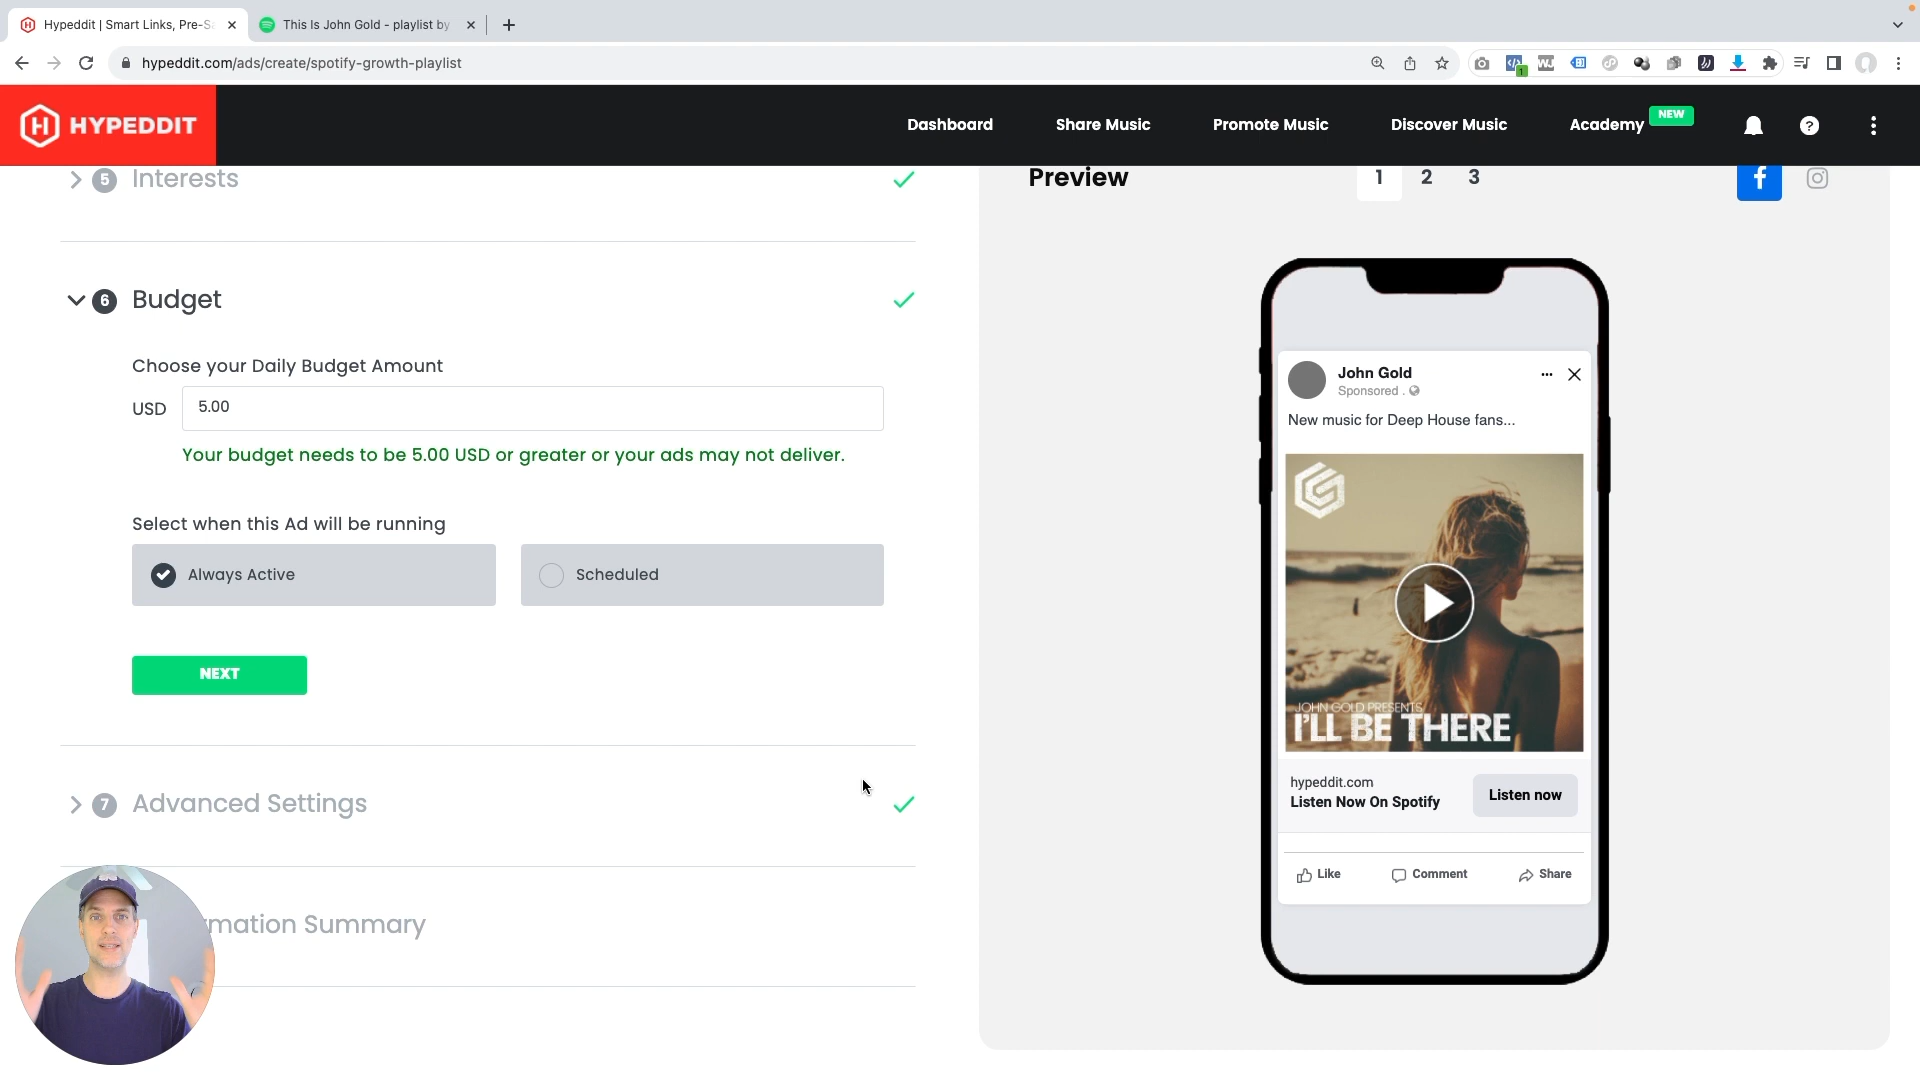 Hypeddit | Smart Links, Pre-S
This Is John Gold - playlist by
hypeddit.com/ads/create/spotify-growth-playlist
1
HYPEDDIT
Dashboard
Share Music
Promote Music
Discover Music
Academy
NEW
5 Interests
6 Budget
Choose your Daily Budget Amount
USD 5.00
Your budget needs to be 5.00 USD or greater or your ads may not deliver.
Select when this Ad will be running
Always Active
Scheduled
NEXT
7 Advanced Settings
rmation Summary
Preview
1 2 3
John Gold
Sponsored .
New music for Deep House fans...
JOHN GOLD PRESENTS
I'LL BE THERE
hypeddit.com
Listen Now On Spotify
Listen now
Like
Comment
Share